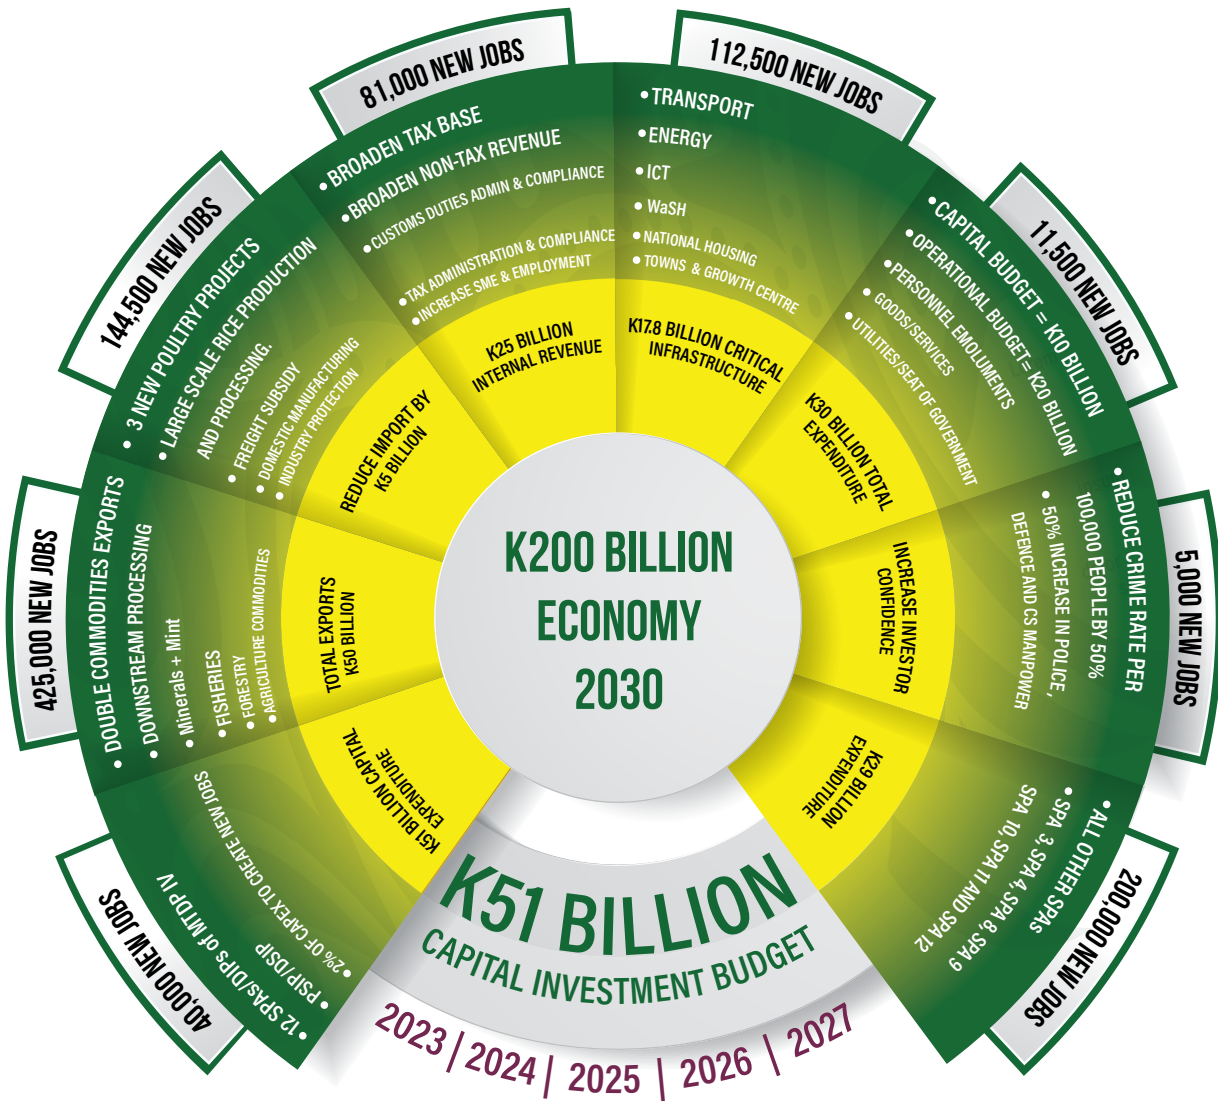 K200 BILLION
ECONOMY
2030
K51 BILLION
CAPITAL INVESTMENT BUDGET
2023 | 2024 | 2025 | 2026 | 2027
40,000 NEW JOBS
• 12 SPAs/DIPs of MTDP IV
• PSIP/DSIP
• 2% OF CAPEX TO CREATE NEW JOBS
K51 BILLION CAPITAL
EXPENDITURE
425,000 NEW JOBS
• DOUBLE COMMODITIES EXPORTS
• DOWNSTREAM PROCESSING
• Minerals + Mint
• FISHERIES
• FORESTRY
• AGRICULTURE COMMODITIES
TOTAL EXPORTS
K50 BILLION
144,500 NEW JOBS
• 3 NEW POULTRY PROJECTS
• LARGE SCALE RICE PRODUCTION
AND PROCESSING.
• FREIGHT SUBSIDY
• DOMESTIC MANUFACTURING
• INDUSTRY PROTECTION
REDUCE IMPORT BY
K5 BILLION
81,000 NEW JOBS
• BROADEN TAX BASE
• BROADEN NON-TAX REVENUE
• CUSTOMS DUTIES ADMIN & COMPLIANCE
• TAX ADMINISTRATION & COMPLIANCE
• INCREASE SME & EMPLOYMENT
K25 BILLION
INTERNAL REVENUE
112,500 NEW JOBS
• TRANSPORT
• ENERGY
• ICT
• WaSH
• NATIONAL HOUSING
• TOWNS & GROWTH CENTRE
K17.8 BILLION CRITICAL
INFRASTRUCTURE
11,500 NEW JOBS
• CAPITAL BUDGET = K10 BILLION
• OPERATIONAL BUDGET= K20 BILLION
• PERSONNEL EMOLUMENTS
• GOODS/SERVICES
• UTILITIES/SEAT OF GOVERNMENT
K30 BILLION TOTAL
EXPENDITURE
5,000 NEW JOBS
• REDUCE CRIME RATE PER
100,000 PEOPLE BY 50%
• 50% INCREASE IN POLICE,
DEFENCE AND CS MANPOWER
INCREASE INVESTOR
CONFIDENCE
200,000 NEW JOBS
• ALL OTHER SPAs
• SPA 3, SPA 4, SPA 8, SPA 9
SPA 10, SPA 11 AND SPA 12
K29 BILLION
EXPENDITURE